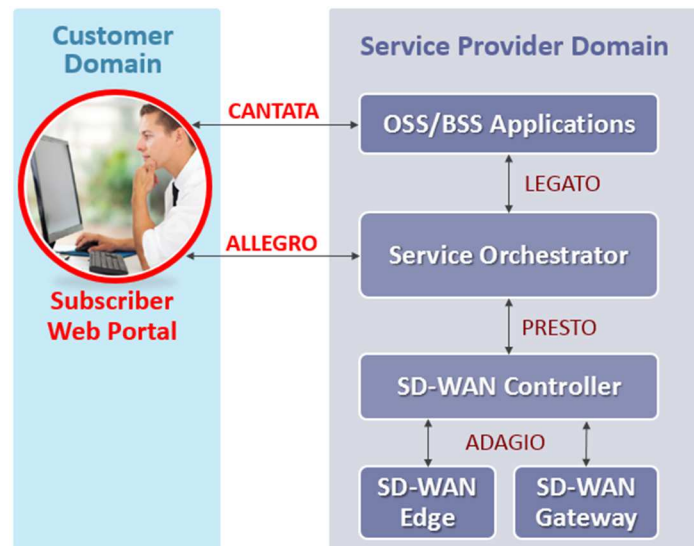 Customer
Domain
Service Provider Domain
CANTATA
OSS/BSS Applications
LEGATO
ALLEGRO
Service Orchestrator
Subscriber
Web Portal
PRESTO
SD-WAN Controller
ADAGIO
SD-WAN
Edge
SD-WAN
Gateway